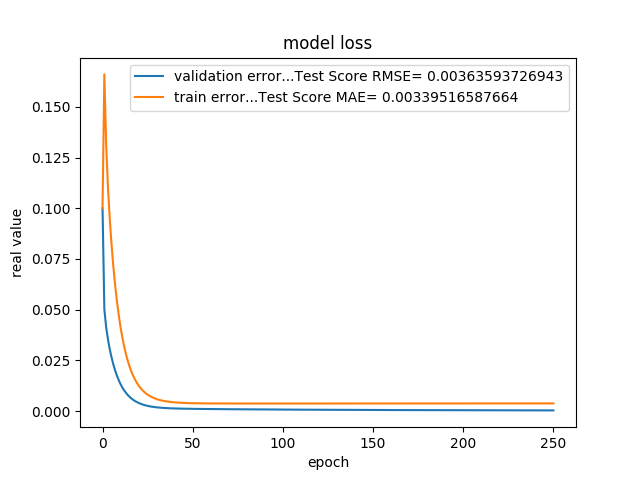 model loss
validation error...Test Score RMSE= 0.00363593726943
train error...Test Score MAE= 0.00339516587664
real value
0.150
0.125
0.100
0.075
0.050
0.025
0.000
0 50 100 150 200 250
epoch